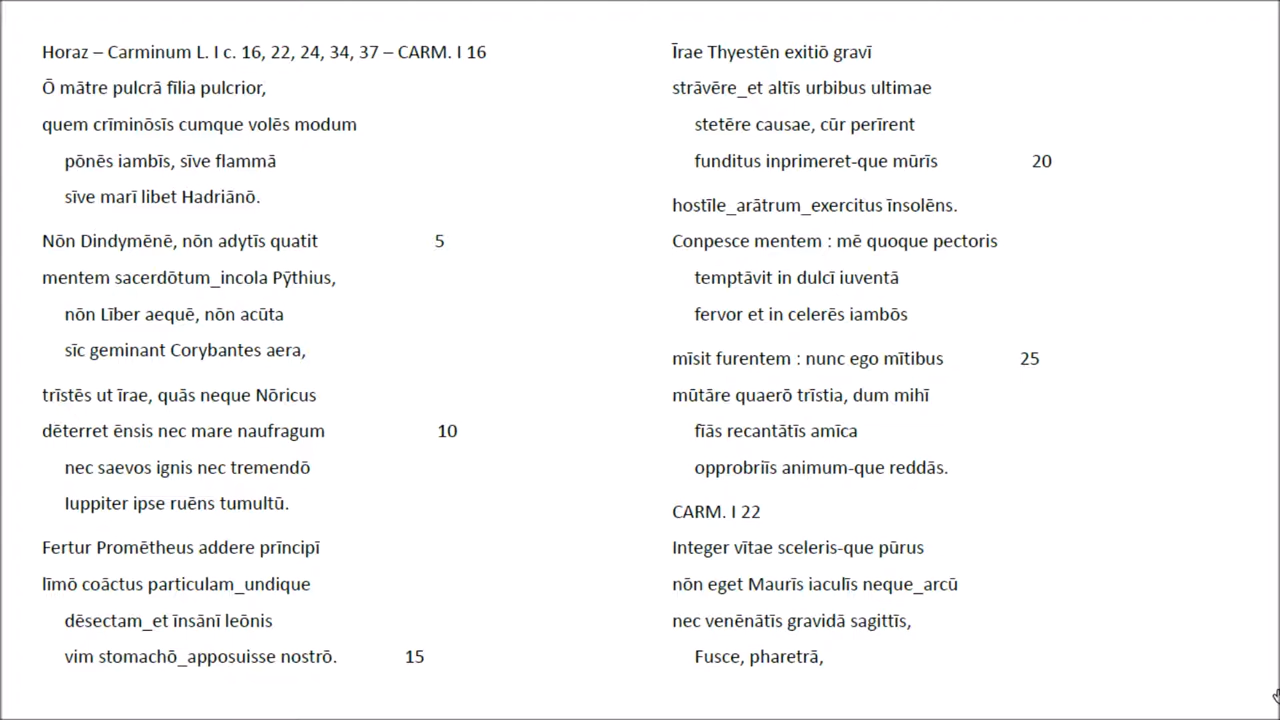 Horaz – Carminum L. I c. 16, 22, 24, 34, 37 – CARM. I 16
Ō mātre pulcrā fīlia pulcrior,
quem crīminōsīs cumque volēs modum
pōnēs iambīs, sīve flammā
sīve marī libet Hadriānō.
Nōn Dindymēnē, nōn adytīs quatit 5
mentem sacerdōtum_incola Pȳthius,
nōn Līber aequē, nōn acūta
sīc geminant Corybantes aera,
trīstēs ut īrae, quās neque Nōricus
dēterret ēnsis nec mare naufragum 10
nec saevos ignis nec tremendō
Iuppiter ipse ruēns tumultū.
Fertur Promētheus addere prīncipī
līmō coāctus particulam_undique
dēsectam_et īnsānī leōnis
vim stomachō_apposuisse nostrō. 15
Īrae Thyestēn exitiō gravī
strāvēre_et altīs urbibus ultimae
stetēre causae, cūr perīrent
funditus inprimeret-que mūrīs 20
hostīle_arātrum_exercitus īnsolēns.
Conpesce mentem : mē quoque pectoris
temptāvit in dulcī iuventā
fervor et in celerēs iambōs
mīsit furentem : nunc ego mītibus 25
mūtāre quaerō trīstia, dum mihī
fīās recantātīs amīca
opprobriīs animum-que reddās.
CARM. I 22
Integer vītae sceleris-que pūrus
nōn eget Maurīs iaculīs neque_arcū
nec venēnātīs gravidā sagittīs,
Fusce, pharetrā,